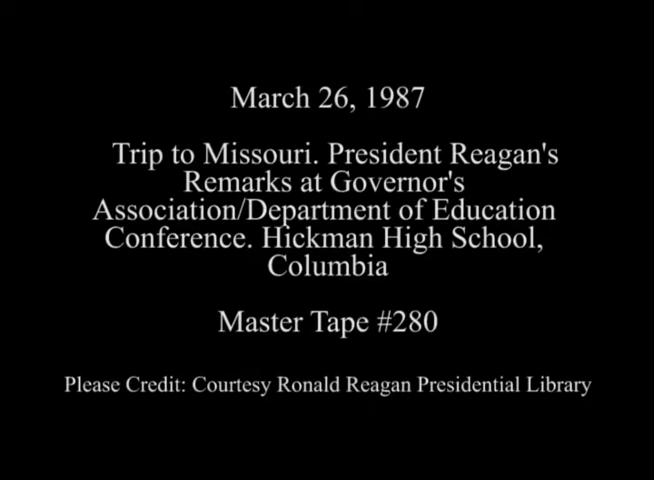 March 26, 1987
Trip to Missouri. President Reagan's
Remarks at Governor's
Association/Department of Education
Conference. Hickman High School,
Columbia
Master Tape #280
Please Credit: Courtesy Ronald Reagan Presidential Library